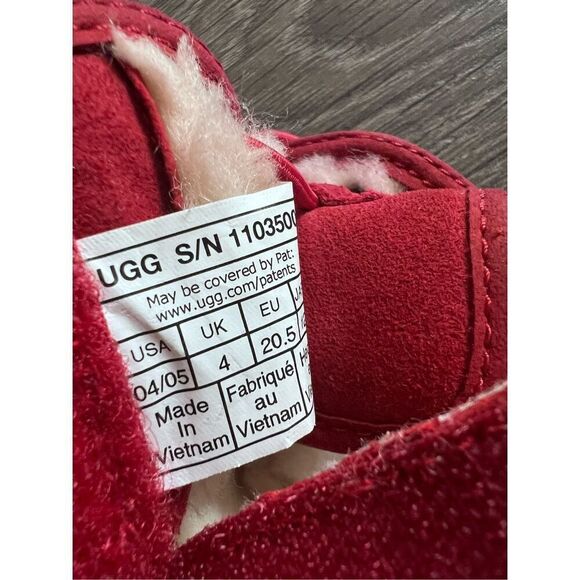 UGG S/N 1103500
May be covered by Pat:
www.ugg.com/patents
USA UK EU
04/05 4 20.5
Made In Vietnam
Fabriqué au Vietnam